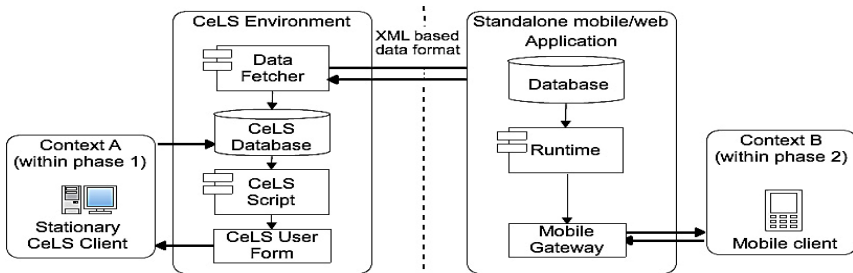 CeLS Environment
XML based
data format
Standalone mobile/web
Application
Data
Fetcher
Database
CeLS
Database
Context A
(within phase 1)
Stationary
CeLS Client
Runtime
Context B
(within phase 2)
Mobile client
CeLS
Script
CeLS User
Form
Mobile
Gateway